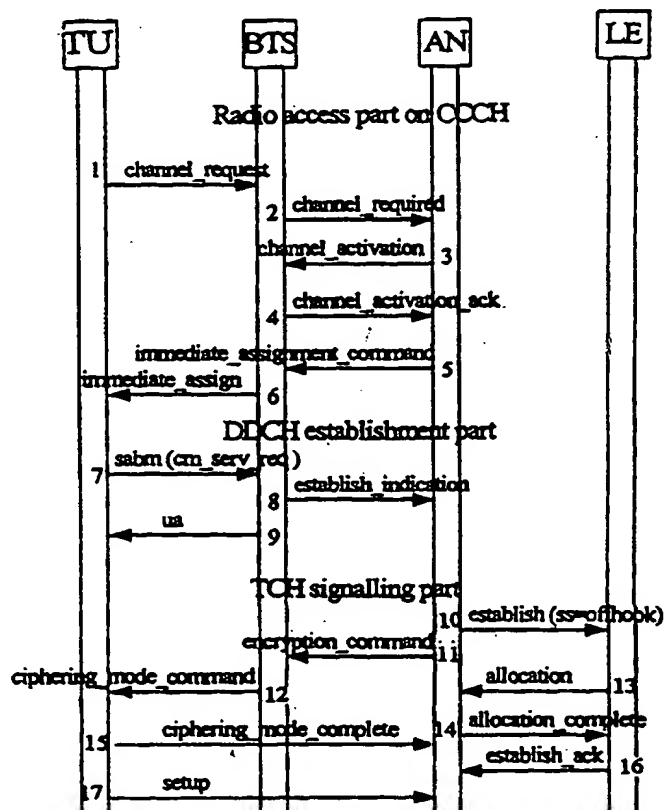 TU BTS AN LE
Radio access part on CCCH
1 channel_request
2 channel_required
channel_activation 3
4 channel_activation_ack.
immediate_assignment_command 5
immediate_assign 6
DDCH establishment part
7 sabm (cm_serv_req)
8 establish_indication
ua 9
TCH signalling part
10 establish (ss=offhook)
encryption_command 11
ciphering_mode_command 12
allocation 13
14 allocation_complete
15 ciphering_mode_complete
establish_ack 16
17 setup